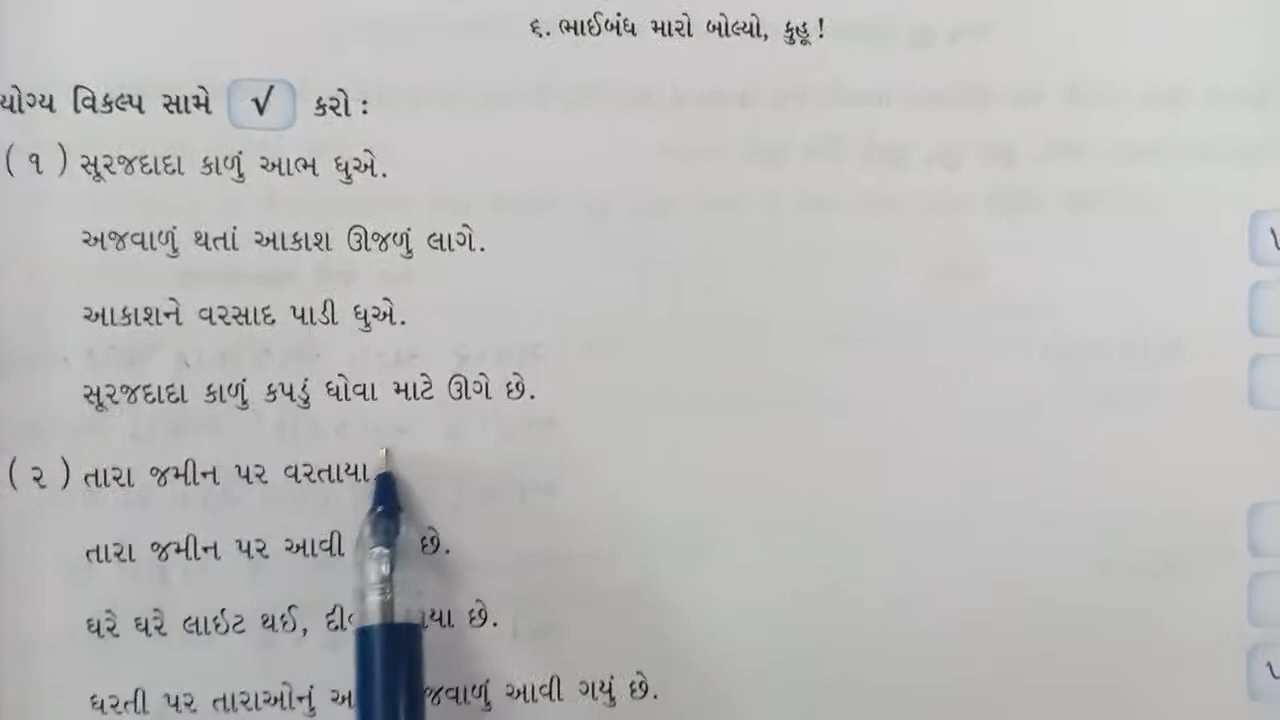 ૬. ભાઈબંધ મારો બોલ્યો, કુહૂ !
યોગ્ય વિકલ્પ સામે √ કરો :
( ૧ ) સૂરજદાદા કાળું આભ ધુએ.
અજવાળું થતાં આકાશ ઊજળું લાગે.
આકાશને વરસાદ પાડી ધુએ.
સૂરજદાદા કાળું કપડું ધોવા માટે ઊગે છે.
( ૨ ) તારા જમીન પર વરતાયા
તારા જમીન પર આવી છે.
ઘરે ઘરે લાઇટ થઈ, છે.
ધરતી પર તારાઓનું આવી ગયું છે.